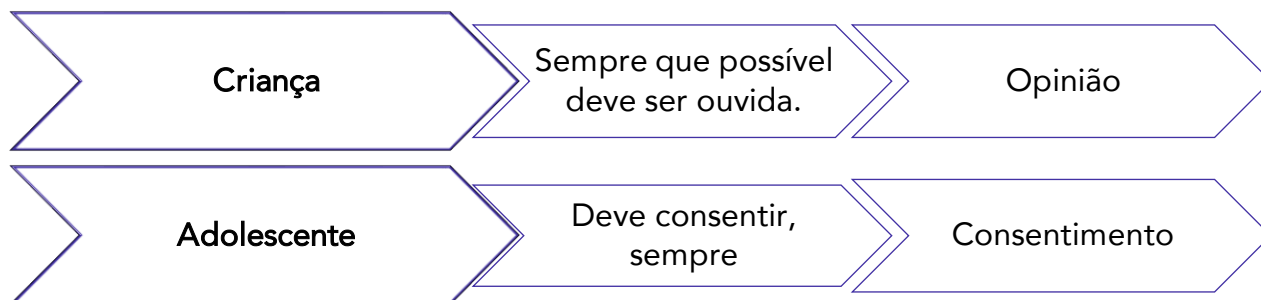 Criança
Sempre que possível
deve ser ouvida.
Opinião
Adolescente
Deve consentir,
sempre
Consentimento